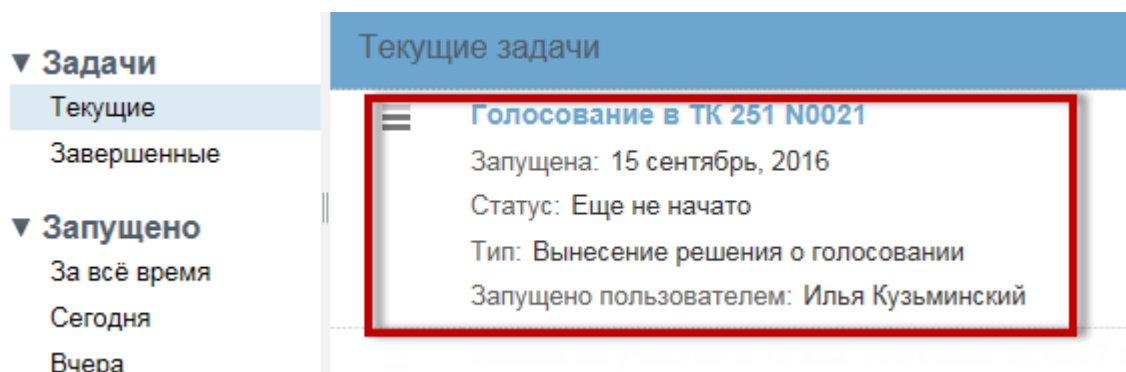 Задачи
Текущие
Завершенные
Запущено
За всё время
Сегодня
Вчера
Текущие задачи
Голосование в ТК 251 N0021
Запущена: 15 сентябрь, 2016
Статус: Еще не начато
Тип: Вынесение решения о голосовании
Запущено пользователем: Илья Кузьминский